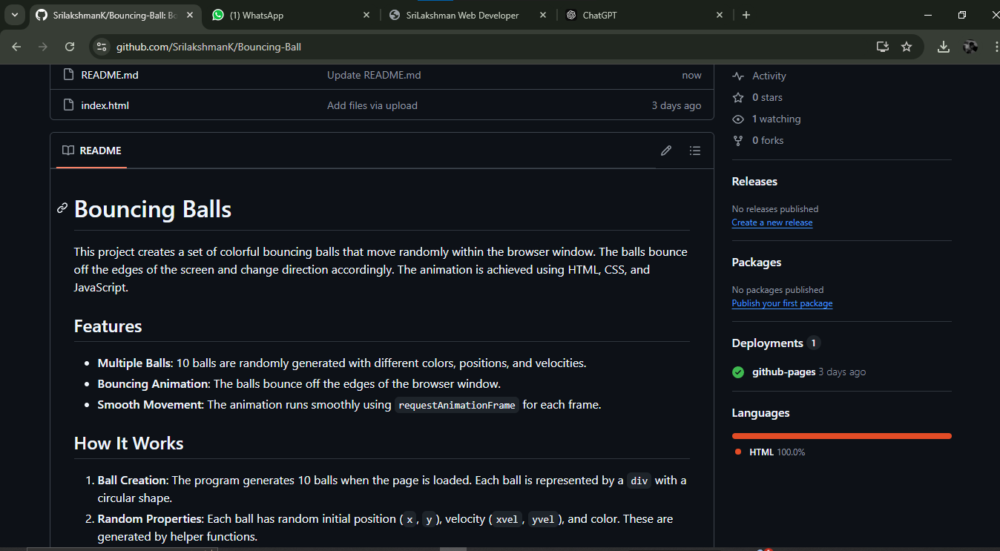 SrilakshmanK/Bouncing-Ball: Bo
(1) WhatsApp
SriLakshman Web Developer
ChatGPT
github.com/SrilakshmanK/Bouncing-Ball
README.md Update README.md now
index.html Add files via upload 3 days ago
README
Bouncing Balls
This project creates a set of colorful bouncing balls that move randomly within the browser window. The balls bounce
off the edges of the screen and change direction accordingly. The animation is achieved using HTML, CSS, and
JavaScript.
Features
• Multiple Balls: 10 balls are randomly generated with different colors, positions, and velocities.
• Bouncing Animation: The balls bounce off the edges of the browser window.
• Smooth Movement: The animation runs smoothly using requestAnimationFrame for each frame.
How It Works
1. Ball Creation: The program generates 10 balls when the page is loaded. Each ball is represented by a div with a
circular shape.
2. Random Properties: Each ball has random initial position (x, y), velocity (xvel, yvel), and color. These are
generated by helper functions.
Activity
0 stars
1 watching
0 forks
Releases
No releases published
Create a new release
Packages
No packages published
Publish your first package
Deployments 1
github-pages 3 days ago
Languages
HTML 100.0%